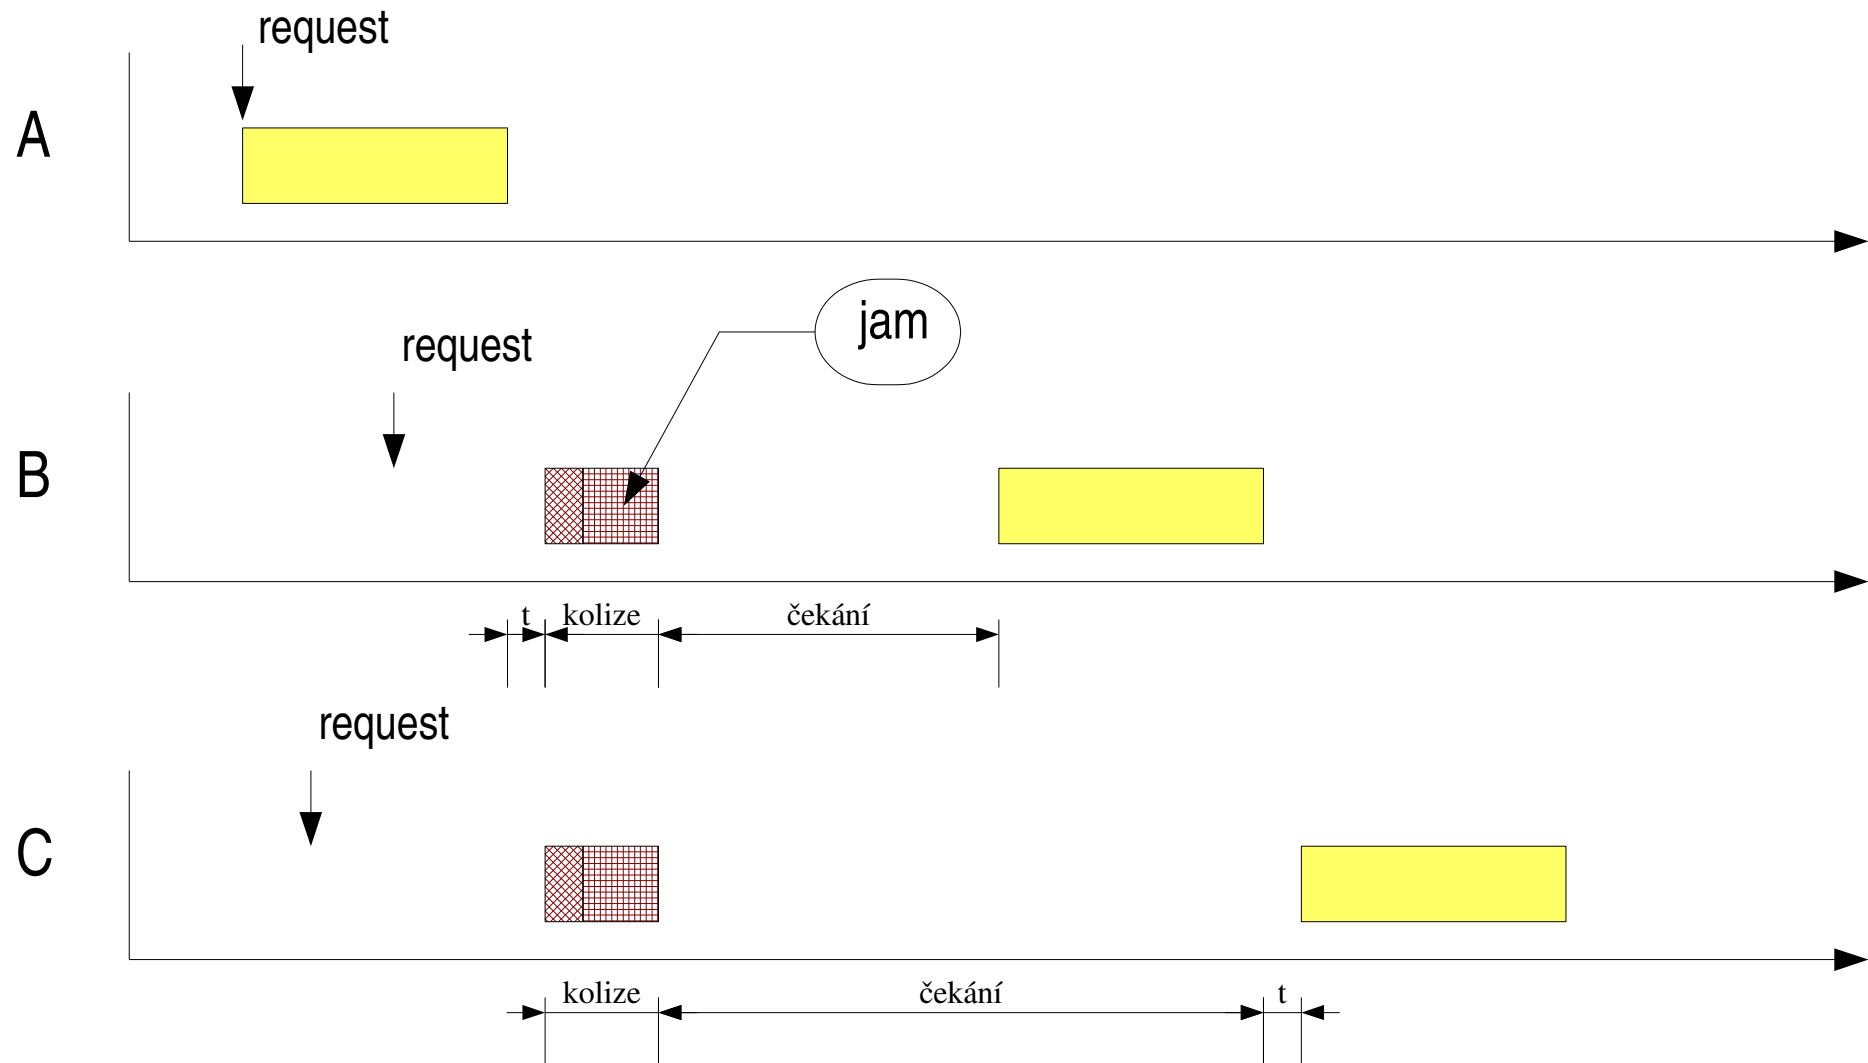 request
A
jam
request
B
t kolize čekání
request
C
kolize čekání t